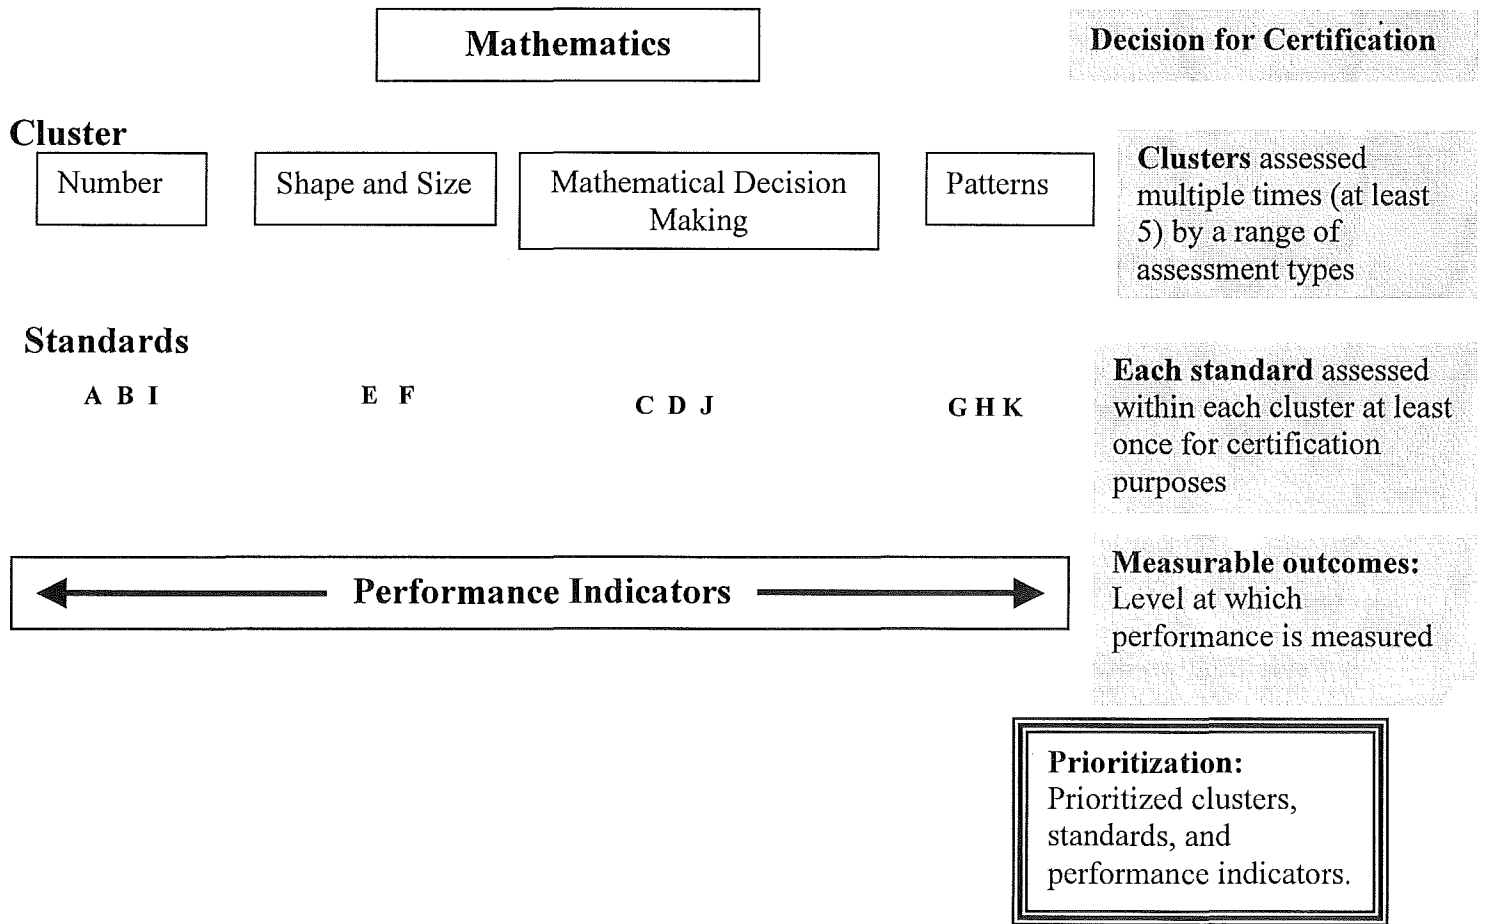 Mathematics
Decision for Certification
Cluster
Number
Shape and Size
Mathematical Decision
Making
Patterns
Clusters assessed
multiple times (at least
5) by a range of
assessment types
Standards
A B I
E F
C D J
G H K
Each standard assessed
within each cluster at least
once for certification
purposes
Performance Indicators
Measurable outcomes:
Level at which
performance is measured
Prioritization:
Prioritized clusters,
standards, and
performance indicators.